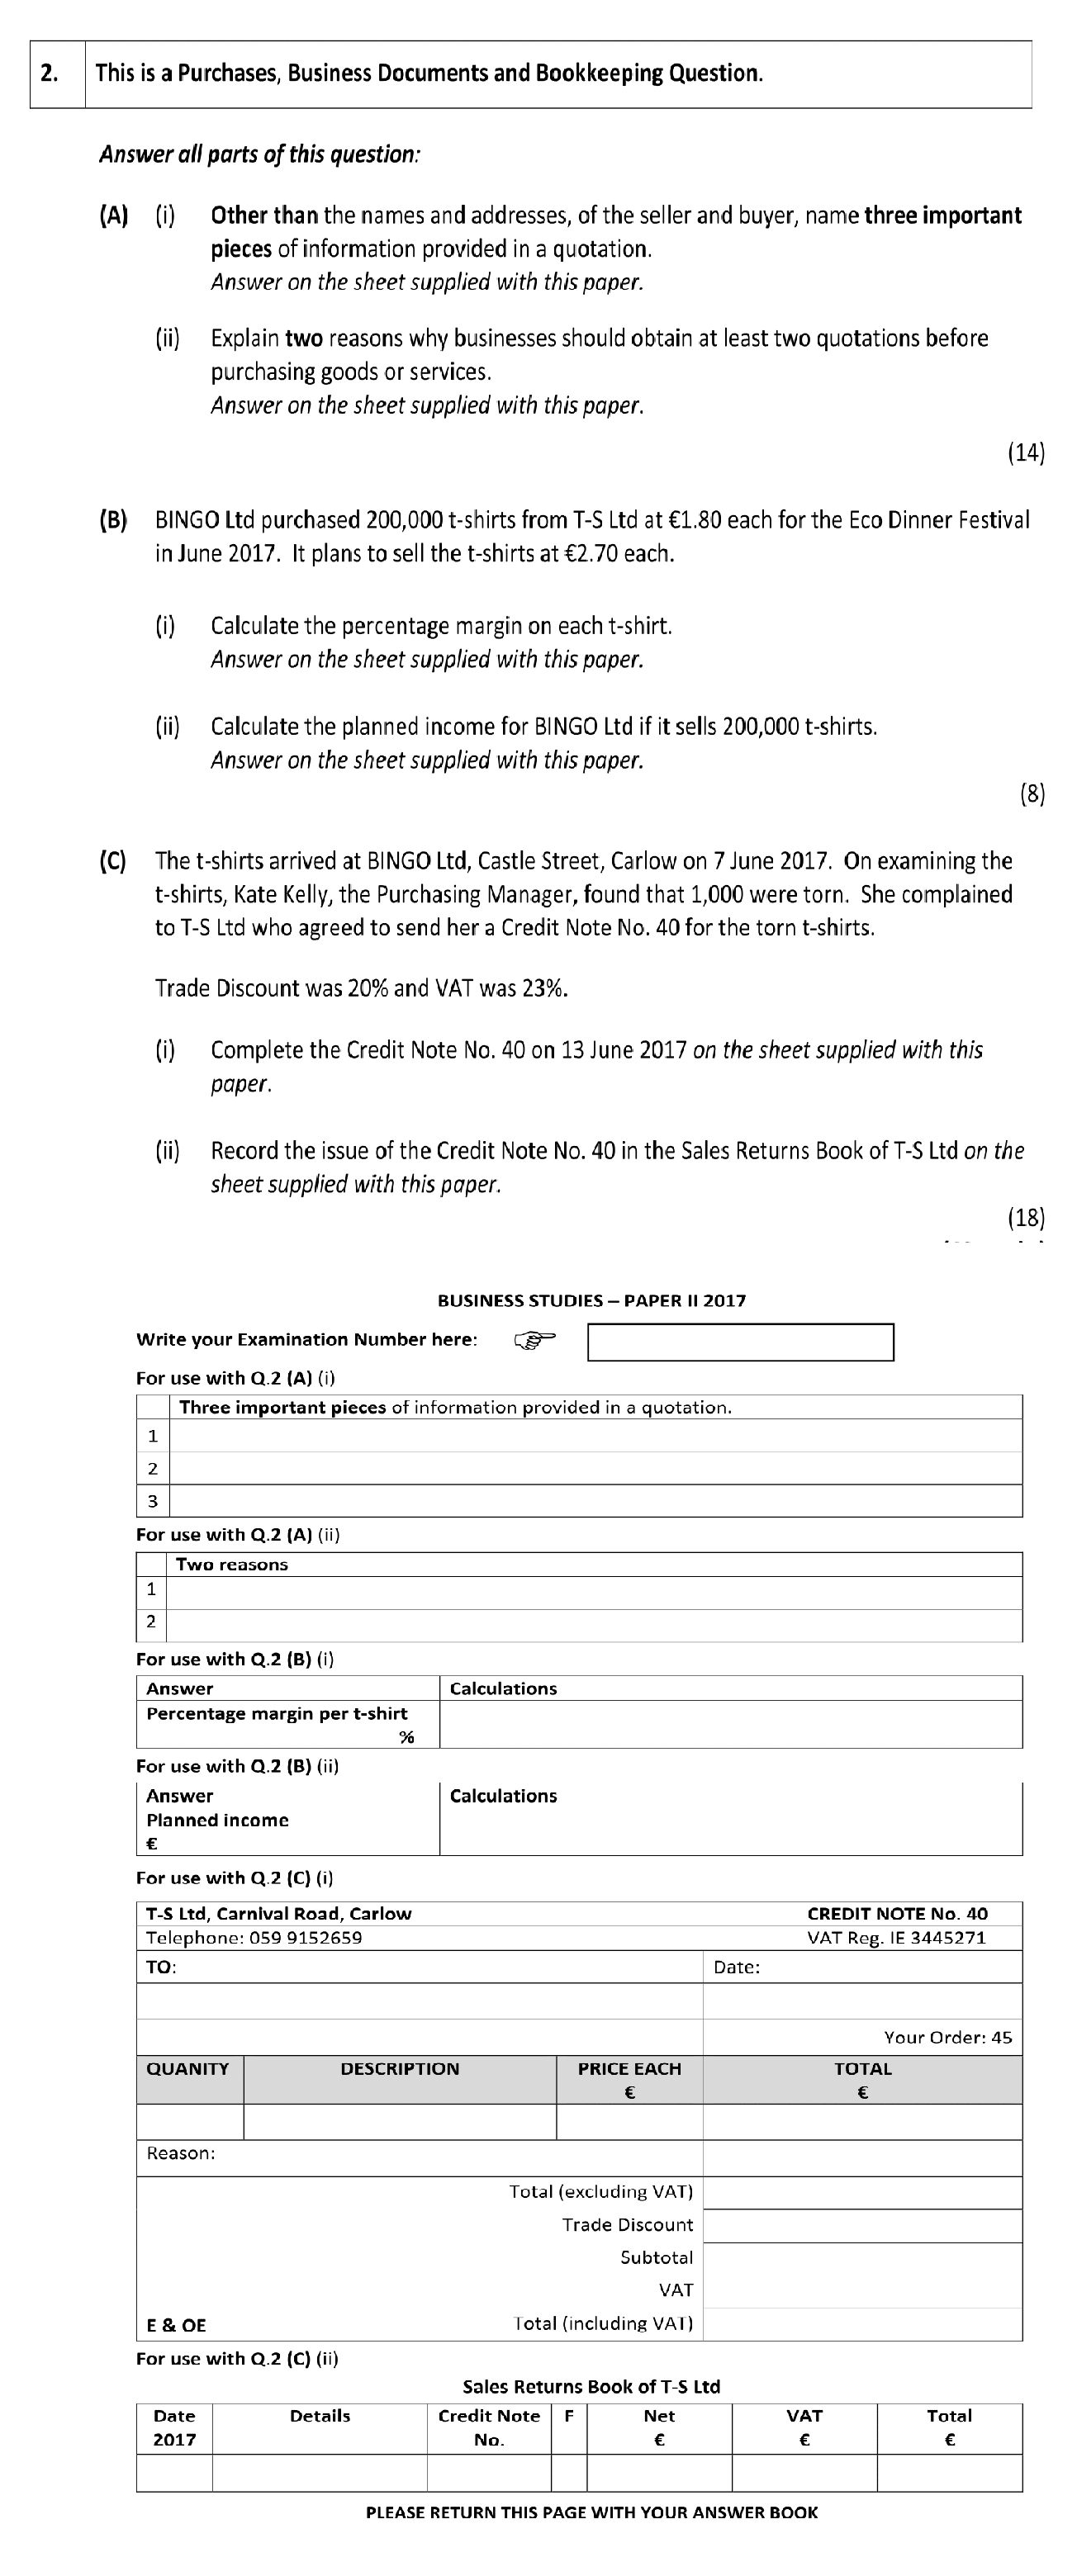 2. This is a Purchases, Business Documents and Bookkeeping Question.
Answer all parts of this question:
(A) (i) Other than the names and addresses, of the seller and buyer, name three important
pieces of information provided in a quotation.
Answer on the sheet supplied with this paper.
(ii) Explain two reasons why businesses should obtain at least two quotations before
purchasing goods or services.
Answer on the sheet supplied with this paper.
(14)
(B) BINGO Ltd purchased 200,000 t-shirts from T-S Ltd at €1.80 each for the Eco Dinner Festival
in June 2017. It plans to sell the t-shirts at €2.70 each.
(i) Calculate the percentage margin on each t-shirt.
Answer on the sheet supplied with this paper.
(ii) Calculate the planned income for BINGO Ltd if it sells 200,000 t-shirts.
Answer on the sheet supplied with this paper.
(8)
(C) The t-shirts arrived at BINGO Ltd, Castle Street, Carlow on 7 June 2017. On examining the
t-shirts, Kate Kelly, the Purchasing Manager, found that 1,000 were torn. She complained
to T-S Ltd who agreed to send her a Credit Note No. 40 for the torn t-shirts.
Trade Discount was 20% and VAT was 23%.
(i) Complete the Credit Note No. 40 on 13 June 2017 on the sheet supplied with this
paper.
(ii) Record the issue of the Credit Note No. 40 in the Sales Returns Book of T-S Ltd on the
sheet supplied with this paper.
(18)
BUSINESS STUDIES – PAPER II 2017
Write your Examination Number here:
For use with Q.2 (A) (i)
Three important pieces of information provided in a quotation.
1
2
3
For use with Q.2 (A) (ii)
Two reasons
1
2
For use with Q.2 (B) (i)
Answer Calculations
Percentage margin per t-shirt
%
For use with Q.2 (B) (ii)
Answer Calculations
Planned income
€
For use with Q.2 (C) (i)
T-S Ltd, Carnival Road, Carlow CREDIT NOTE No. 40
Telephone: 059 9152659 VAT Reg. IE 3445271
TO: Date:
Your Order: 45
QUANITY DESCRIPTION PRICE EACH TOTAL
€ €
Reason:
Total (excluding VAT)
Trade Discount
Subtotal
VAT
E & OE Total (including VAT)
For use with Q.2 (C) (ii)
Sales Returns Book of T-S Ltd
Date Details Credit Note F Net VAT Total
2017 No. € € €
PLEASE RETURN THIS PAGE WITH YOUR ANSWER BOOK